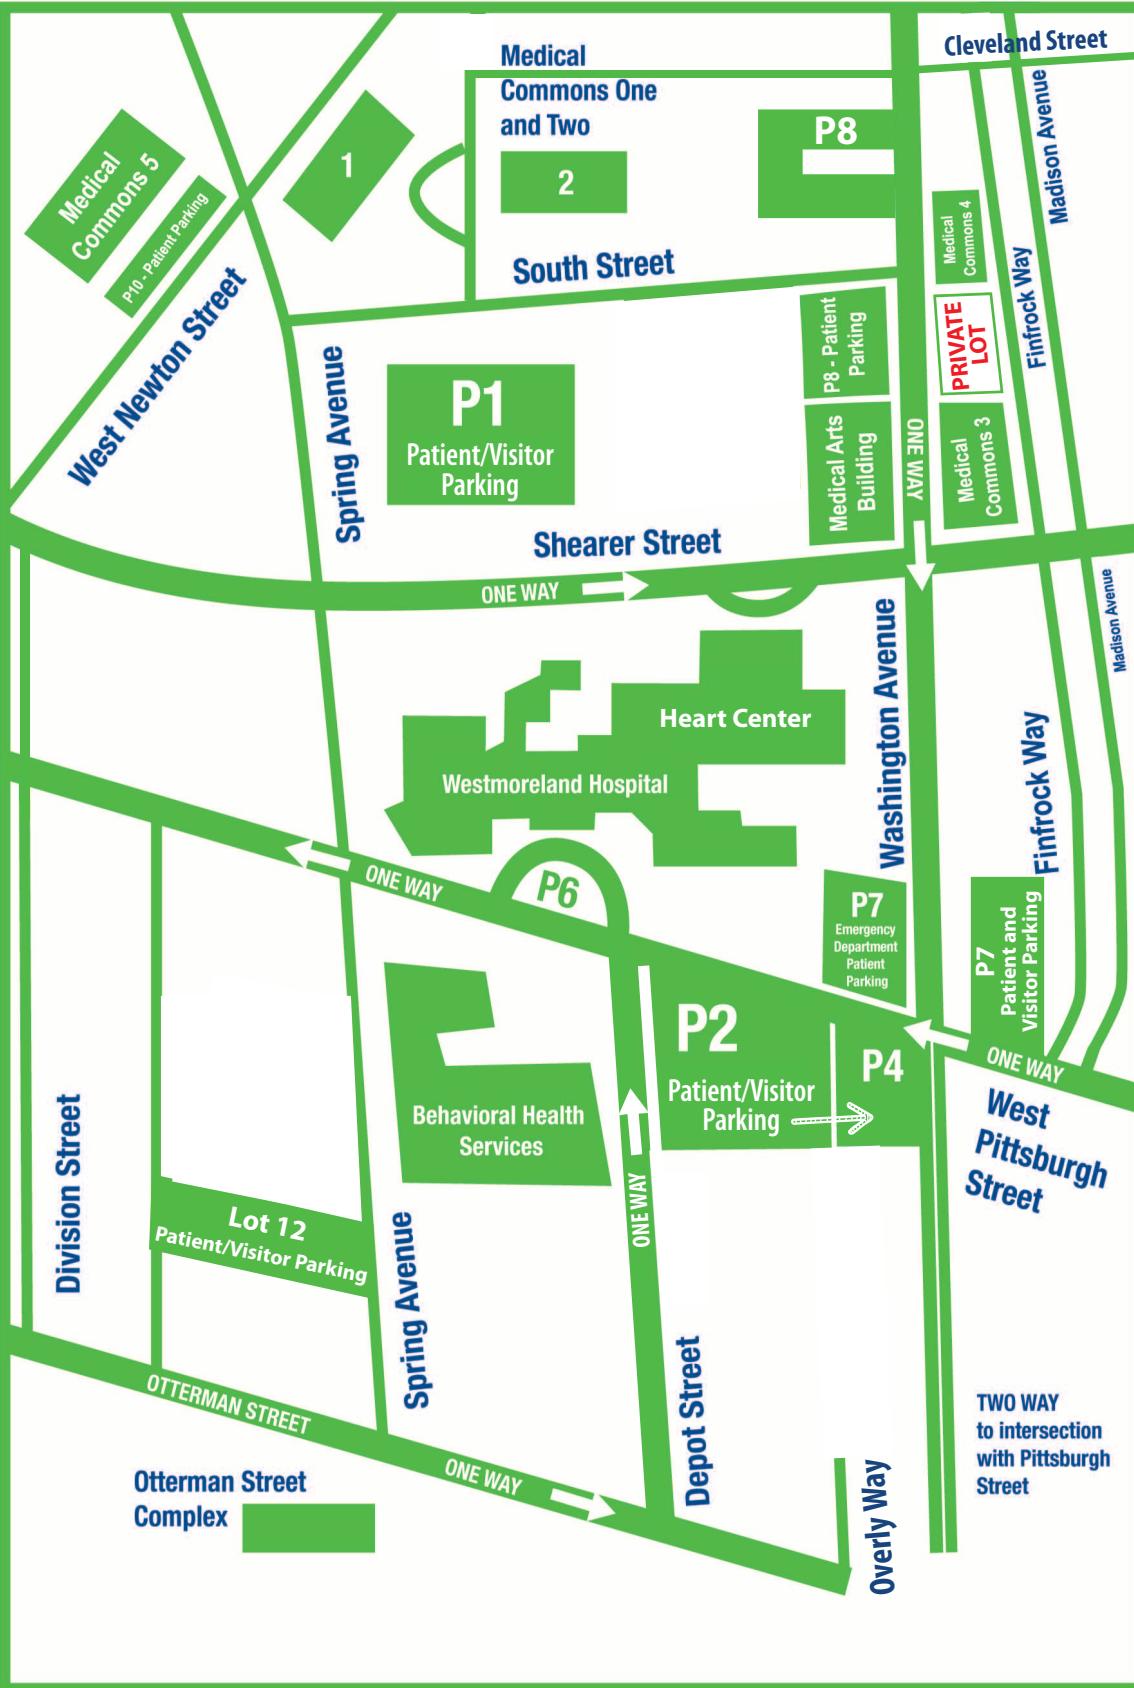 Cleveland Street
Medical
Commons One
and Two
Madison Avenue
P8
Medical
Commons 5
1
2
P10 - Patient Parking
Medical
Commons 4
South Street
West Newton Street
Finfrock Way
PRIVATE
LOT
P8 - Patient
Parking
Spring Avenue
P1
Patient/Visitor
Parking
Medical Arts
Building
ONE WAY
Medical
Commons 3
Shearer Street
ONE WAY
Madison Avenue
Washington Avenue
Heart Center
Westmoreland Hospital
Finfrock Way
ONE WAY
P6
P7
Emergency
Department
Patient
Parking
P7
Patient and
Visitor Parking
P2
Patient/Visitor
Parking
P4
ONE WAY
West
Pittsburgh
Street
Behavioral Health
Services
Division Street
ONE WAY
Lot 12
Patient/Visitor Parking
Spring Avenue
Depot Street
OTTERMAN STREET
ONE WAY
TWO WAY
to intersection
with Pittsburgh
Street
Otterman Street
Complex
Overly Way